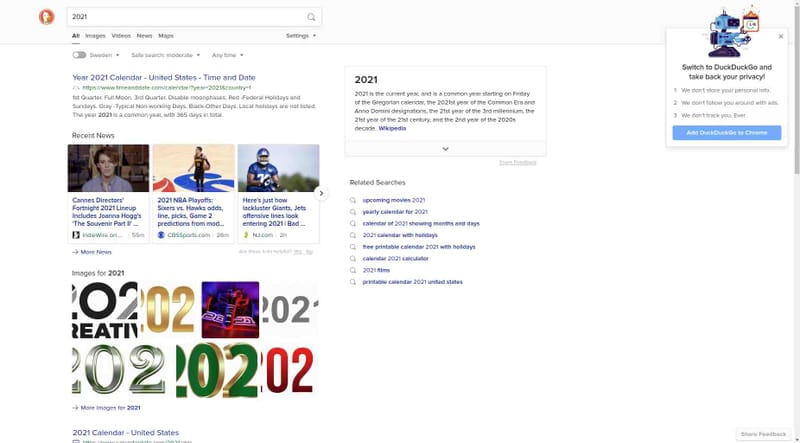 2021
All Images Videos News Maps Settings
Sweden Safe search: moderate Any time
Year 2021 Calendar - United States - Time and Date
https://www.timeanddate.com/calendar/?year=2021&country=1
1st Quarter. Full Moon. 3rd Quarter. Disable moonphases. Red -Federal Holidays and
Sundays. Gray -Typical Non-working Days. Black-Other Days. Local holidays are not listed.
The year 2021 is a common year, with 365 days in total.
Recent News
Cannes Directors'
Fortnight 2021 Lineup
Includes Joanna Hogg's
'The Souvenir Part II' ...
IndieWire on ... 56m
2021 NBA Playoffs:
Sixers vs. Hawks odds,
line, picks, Game 2
predictions from mod...
CBSSports.com 26m
Here's just how
lackluster Giants, Jets
offensive lines look
entering 2021 | Bad ...
NJ.com 2h
More News
Are these links helpful? Yes No
Images for 2021
202
REATIV
202
2021
202
202
202
More Images for 2021
2021 Calendar - United States
2021
2021 is the current year, and is a common year starting on Friday
of the Gregorian calendar, the 2021st year of the Common Era and
Anno Domini designations, the 21st year of the 3rd millennium, the
21st year of the 21st century, and the 2nd year of the 2020s
decade. Wikipedia
Share Feedback
Related Searches
upcoming movies 2021
yearly calendar for 2021
calendar of 2021 showing months and days
2021 calendar with holidays
free printable calendar 2021 with holidays
calendar 2021 calculator
2021 films
printable calendar 2021 united states
Switch to DuckDuckGo and
take back your privacy!
1 We don't store your personal info.
2 We don't follow you around with ads.
3 We don't track you. Ever.
Add DuckDuckGo to Chrome
Share Feedback